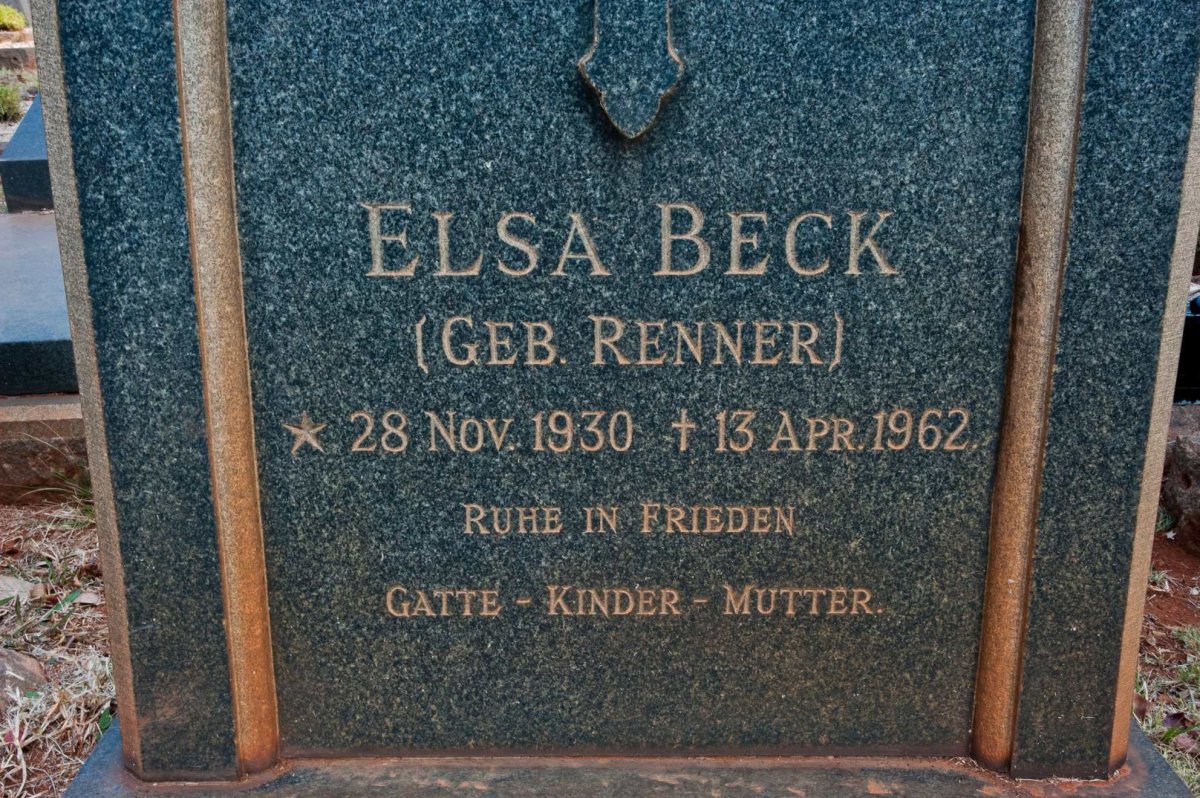 ELSA BECK
(GEB. RENNER)
★ 28 NOV. 1930 ✝ 13 APR. 1962.
RUHE IN FRIEDEN
GATTE - KINDER - MUTTER.